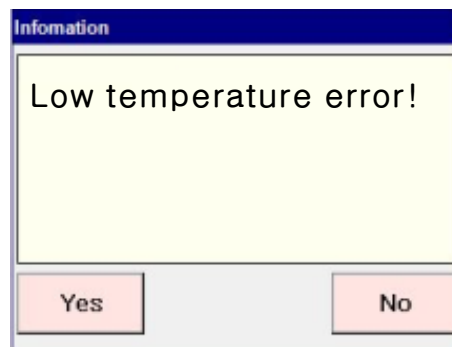 Infomation
Low temperature error!
Yes
No